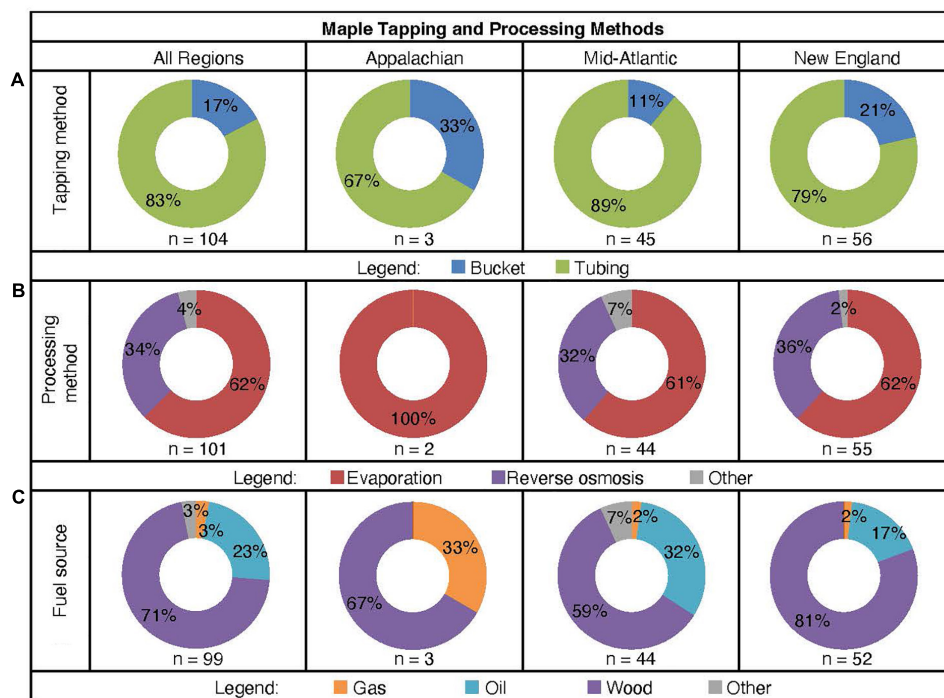 Maple Tapping and Processing Methods
All Regions Appalachian Mid-Atlantic New England
A
Tapping method
17% 33% 11% 21%
83% 67% 89% 79%
n = 104 n = 3 n = 45 n = 56
Legend: Bucket Tubing
B
Processing
method
4% 7% 2%
34% 32% 36%
62% 100% 61% 62%
n = 101 n = 2 n = 44 n = 55
Legend: Evaporation Reverse osmosis Other
C
Fuel source
3% 3% 23% 33% 7% 2% 32% 2% 17%
71% 67% 59% 81%
n = 99 n = 3 n = 44 n = 52
Legend: Gas Oil Wood Other